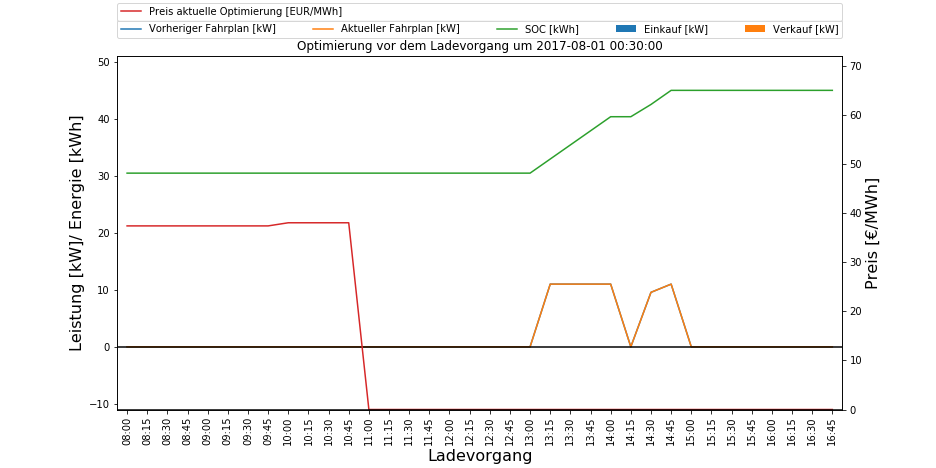 Preis aktuelle Optimierung [EUR/MWh]
Vorheriger Fahrplan [kW] Aktueller Fahrplan [kW] SOC [kWh] Einkauf [kW] Verkauf [kW]
Optimierung vor dem Ladevorgang um 2017-08-01 00:30:00
Leistung [kW]/ Energie [kWh]
50
40
30
20
10
0
−10
70
60
50
40
30
20
10
0
Preis [€/MWh]
08:00 08:15 08:30 08:45 09:00 09:15 09:30 09:45 10:00 10:15 10:30 10:45 11:00 11:15 11:30 11:45 12:00 12:15 12:30 12:45 13:00 13:15 13:30 13:45 14:00 14:15 14:30 14:45 15:00 15:15 15:30 15:45 16:00 16:15 16:30 16:45
Ladevorgang